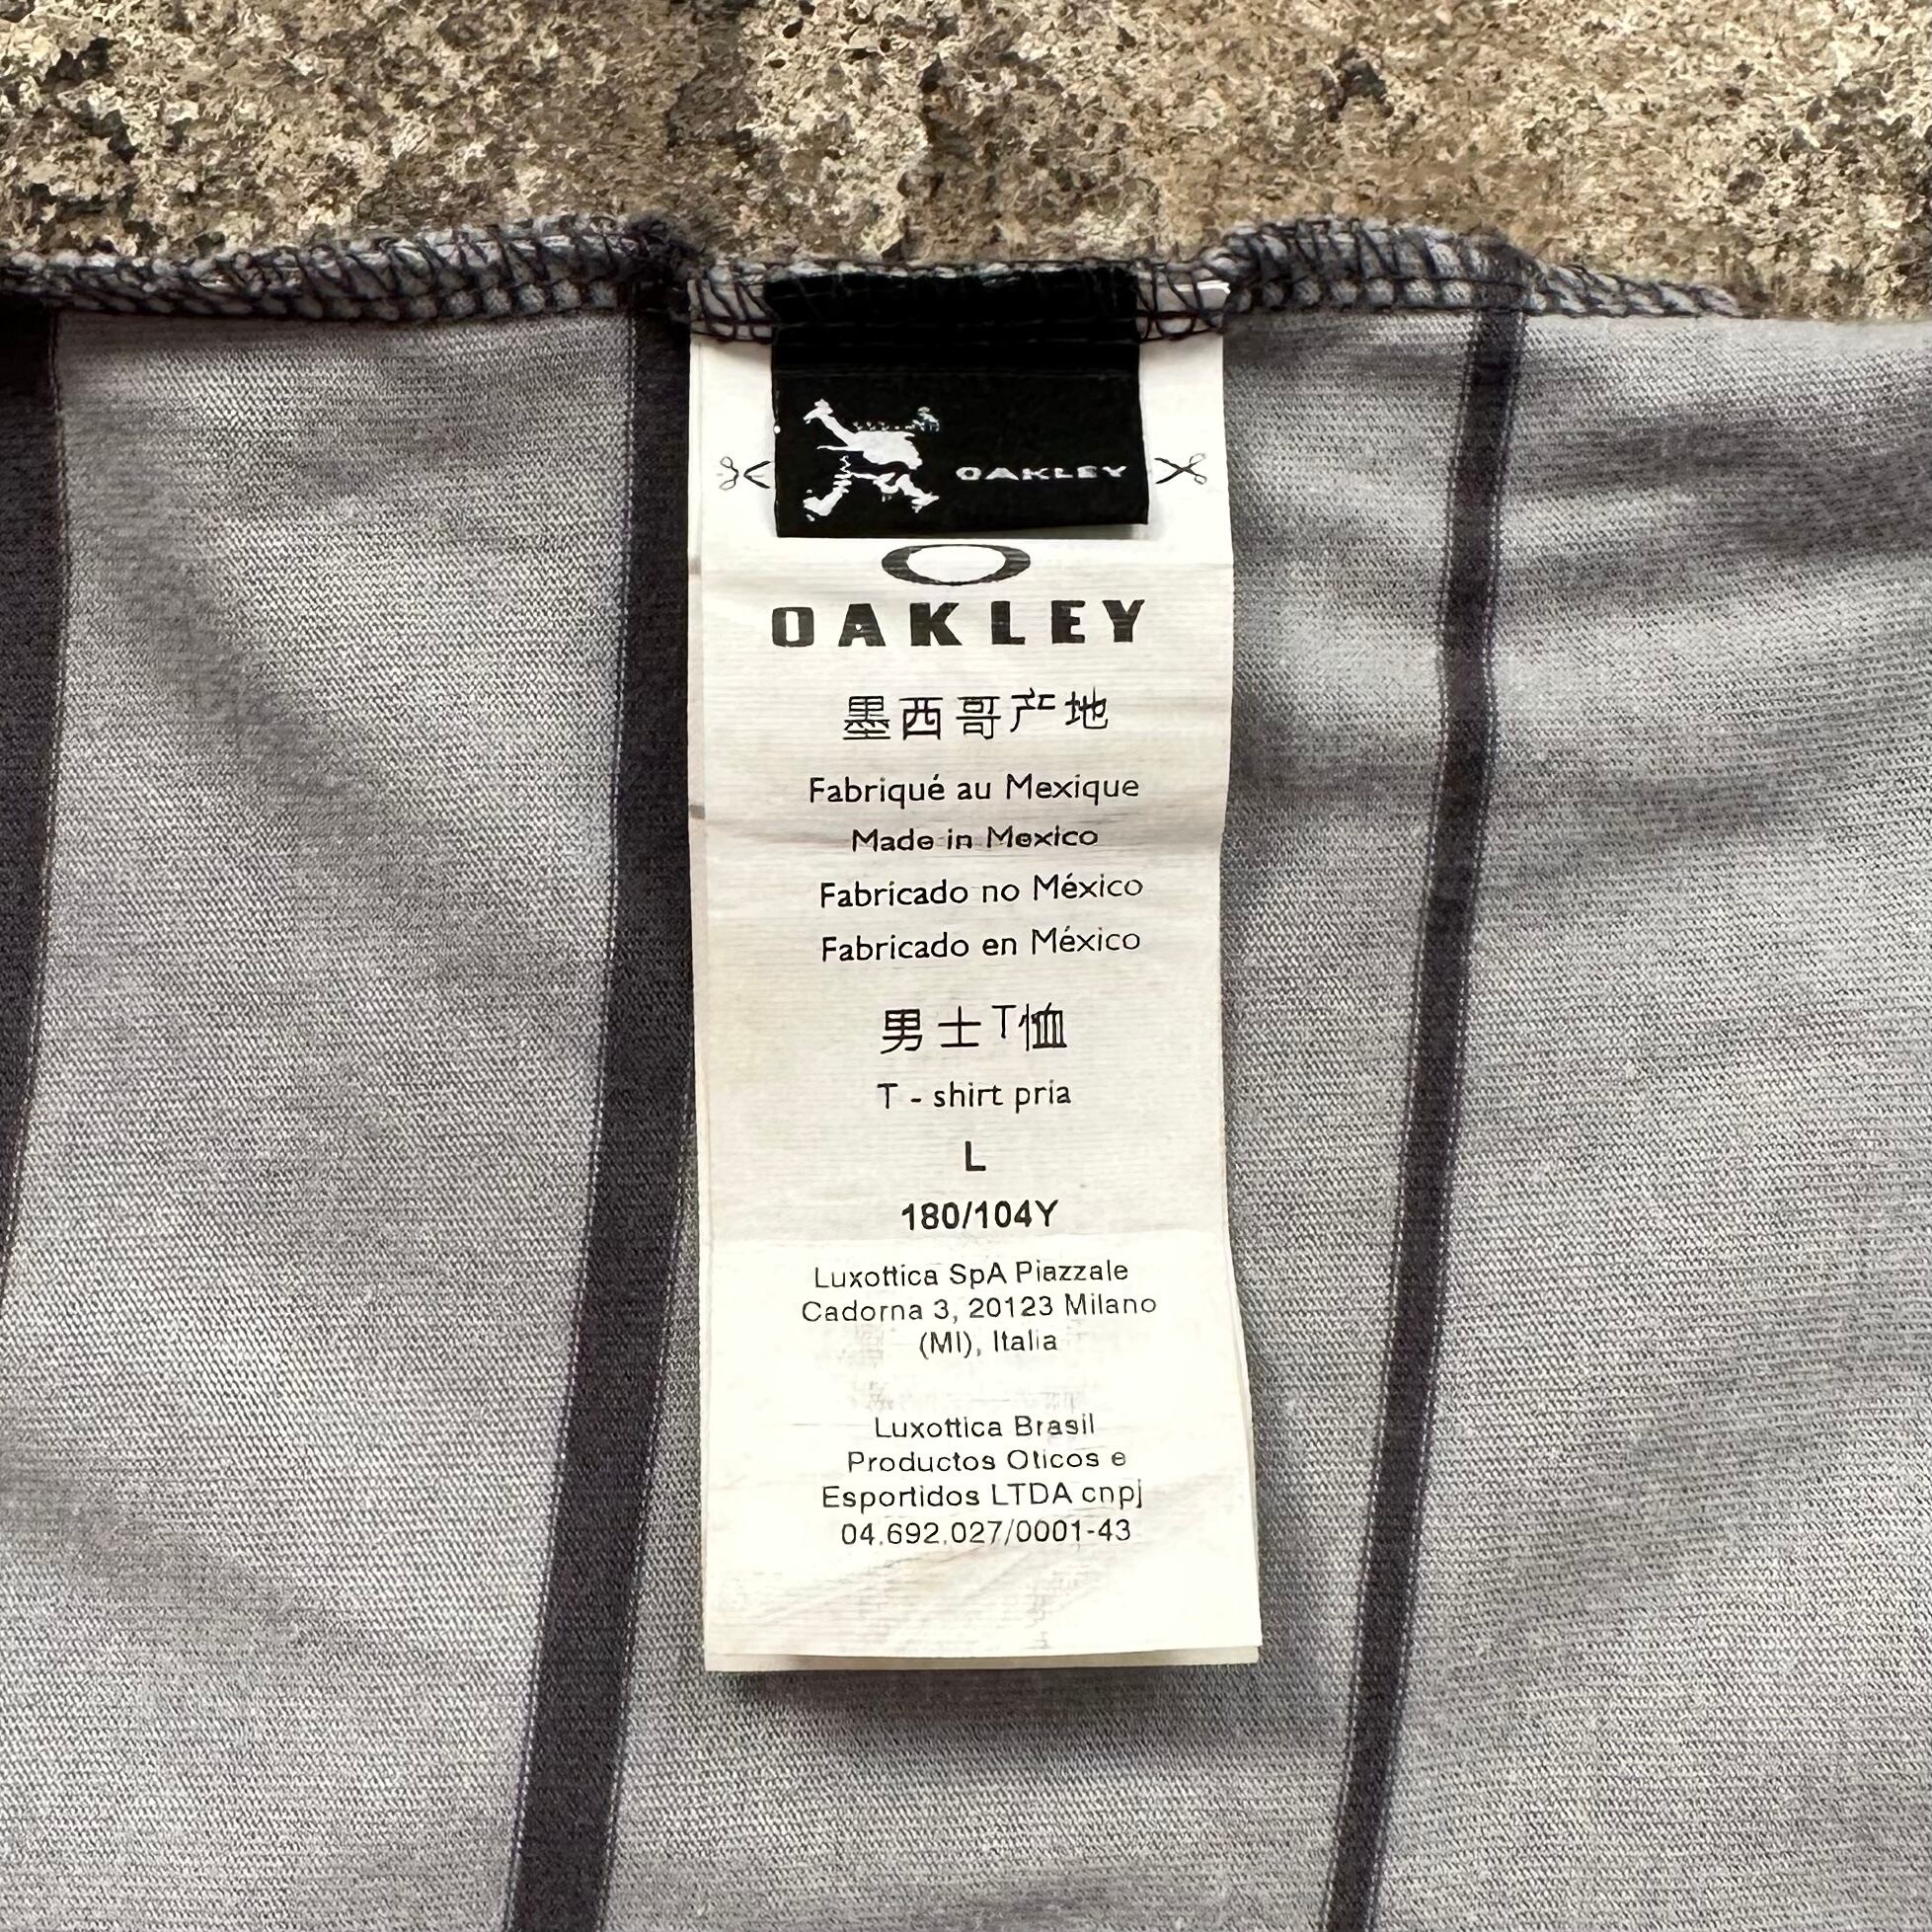 OAKLEY
OAKLEY
墨西哥产地
Fabriqué au Mexique
Made in Mexico
Fabricado no México
Fabricado en México
男士T恤
T - shirt pria
L
180/104Y
Luxottica SpA Piazzale
Cadorna 3, 20123 Milano
(MI), Italia
Luxottica Brasil
Productos Oticos e
Esportidos LTDA cnpj
04.692.027/0001-43